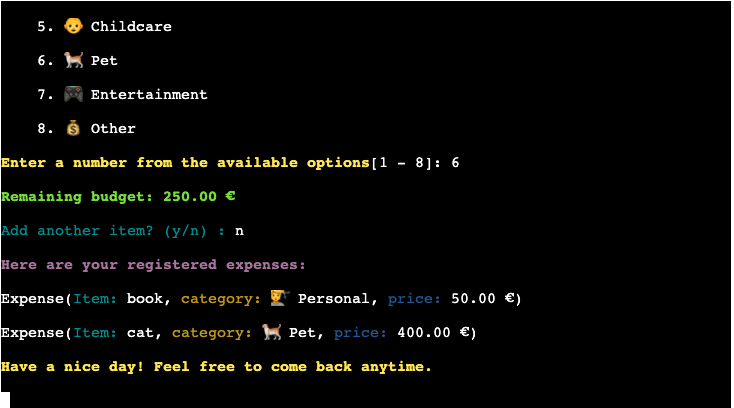 5. 👶 Childcare
6. 🐕 Pet
7. 🎮 Entertainment
8. 💰 Other
Enter a number from the available options[1 - 8]: 6
Remaining budget: 250.00 €
Add another item? (y/n) : n
Here are your registered expenses:
Expense(Item: book, category: 💇 Personal, price: 50.00 €)
Expense(Item: cat, category: 🐕 Pet, price: 400.00 €)
Have a nice day! Feel free to come back anytime.